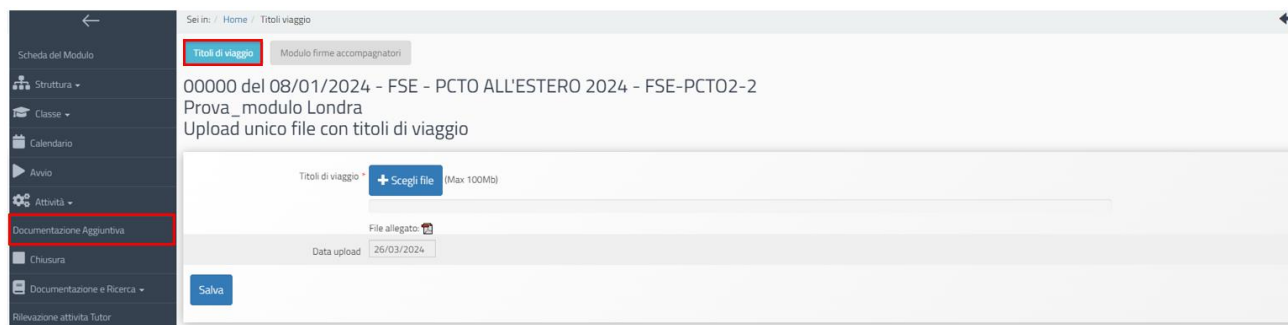 Sei in: / Home / Titoli viaggio
Scheda del Modulo
Struttura
Classe
Calendario
Avvio
Attività
Documentazione Aggiuntiva
Chiusura
Documentazione e Ricerca
Rilevazione attivita Tutor
Titoli di viaggio
Modulo firme accompagnatori
00000 del 08/01/2024 - FSE - PCTO ALL'ESTERO 2024 - FSE-PCTO2-2
Prova_modulo Londra
Upload unico file con titoli di viaggio
Titoli di viaggio * + Scegli file (Max 100Mb)
File allegato:
Data upload 26/03/2024
Salva